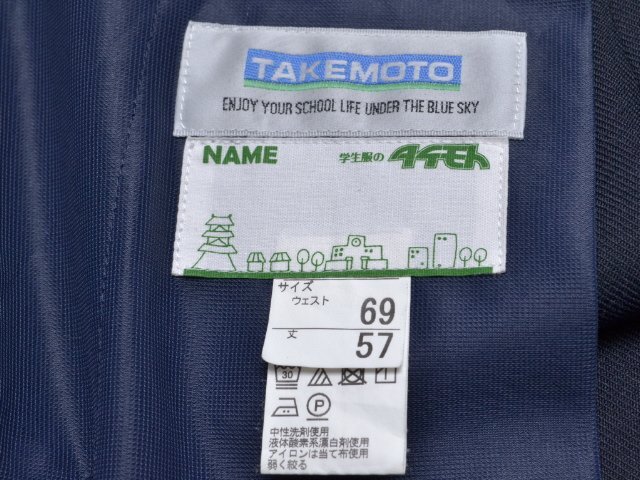 TAKEMOTO
ENJOY YOUR SCHOOL LIFE UNDER THE BLUE SKY
NAME 学生服の タケモト
サイズ
ウェスト 69
丈 57
30
P
中性洗剤使用
液体酸素系漂白剤使用
アイロンは当て布使用
弱く絞る